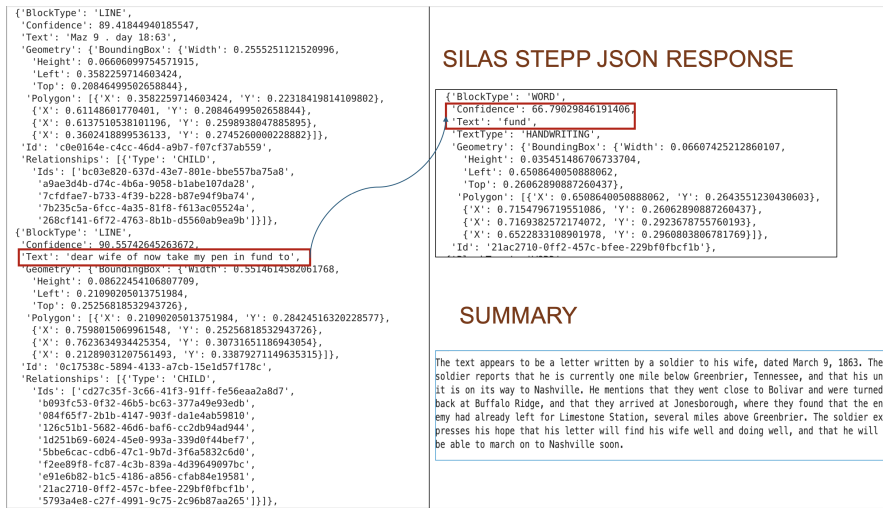 {'BlockType': 'LINE',
'Confidence': 89.41844940185547,
'Text': 'Maz 9 . day 18:63',
'Geometry': {'BoundingBox': {'Width': 0.2555251121520996,
'Height': 0.06606099754571915,
'Left': 0.3582259714603424,
'Top': 0.20846499502658844},
'Polygon': [{'X': 0.3582259714603424, 'Y': 0.22318419814109802},
{'X': 0.61148601770401, 'Y': 0.20846499502658844},
{'X': 0.6137510538101196, 'Y': 0.2598938047885895},
{'X': 0.3602418899536133, 'Y': 0.2745260000228882}]},
'Id': 'c0e0164e-c4cc-46d4-a9b7-f07cf37ab559',
'Relationships': [{'Type': 'CHILD',
'Ids': ['bc03e820-637d-43e7-801e-bbe557ba75a8',
'a9ae3d4b-d74c-4b6a-9058-b1abe107da28',
'7cfdfae7-b733-4f39-b228-b87e94f9ba74',
'7b235c5a-6fcc-4a35-81f8-f613ac05524a',
'268cf141-6f72-4763-8b1b-d5560ab9ea9b']}]},
{'BlockType': 'LINE',
'Confidence': 90.55742645263672,
'Text': 'dear wife of now take my pen in fund to',
'Geometry': {'BoundingBox': {'Width': 0.5514614582061768,
'Height': 0.08622454106807709,
'Left': 0.21090205013751984,
'Top': 0.25256818532943726},
'Polygon': [{'X': 0.21090205013751984, 'Y': 0.28424516320228577},
{'X': 0.7598015069961548, 'Y': 0.25256818532943726},
{'X': 0.7623634934425354, 'Y': 0.30731651186943054},
{'X': 0.21289031207561493, 'Y': 0.33879271149635315}]},
'Id': '0c17538c-5894-4133-a7cb-15e1d57f178c',
'Relationships': [{'Type': 'CHILD',
'Ids': ['cd27c35f-3c66-41f3-91ff-fe56eaa2a8d7',
'b093fc53-0f32-46b5-bc63-377a49e93edb',
'084f65f7-2b1b-4147-903f-da1e4ab59810',
'126c51b1-5682-46d6-baf6-cc2db94ad944',
'1d251b69-6024-45e0-993a-339d0f44bef7',
'5bbe6cac-cdb6-47c1-9b7d-3f6a5832c6d0',
'f2ee89f8-fc87-4c3b-839a-4d39649097bc',
'e91e6b82-b1c5-4186-a856-cfab84e19581',
'21ac2710-0ff2-457c-bfee-229bf0fbcf1b',
'5793a4e8-c27f-4991-9c75-2c96b87aa265']}]},
SILAS STEPP JSON RESPONSE
{'BlockType': 'WORD',
'Confidence': 66.79029846191406,
'Text': 'fund',
'TextType': 'HANDWRITING',
'Geometry': {'BoundingBox': {'Width': 0.06607425212860107,
'Height': 0.035451486706733704,
'Left': 0.6508640050888062,
'Top': 0.26062890887260437},
'Polygon': [{'X': 0.6508640050888062, 'Y': 0.2643551230430603},
{'X': 0.7154796719551086, 'Y': 0.2606289088726043​7},
{'X': 0.7169382572174072, 'Y': 0.2923678755760193},
{'X': 0.6522833108901978, 'Y': 0.2960803806781769}]},
'Id': '21ac2710-0ff2-457c-bfee-229bf0fbcf1b'},
SUMMARY
The text appears to be a letter written by a soldier to his wife, dated March 9, 1863. The
soldier reports that he is currently one mile below Greenbrier, Tennessee, and that his un
it is on its way to Nashville. He mentions that they went close to Bolivar and were turned
back at Buffalo Ridge, and that they arrived at Jonesborough, where they found that the en
emy had already left for Limestone Station, several miles above Greenbrier. The soldier ex
presses his hope that his letter will find his wife well and doing well, and that he will
be able to march on to Nashville soon.